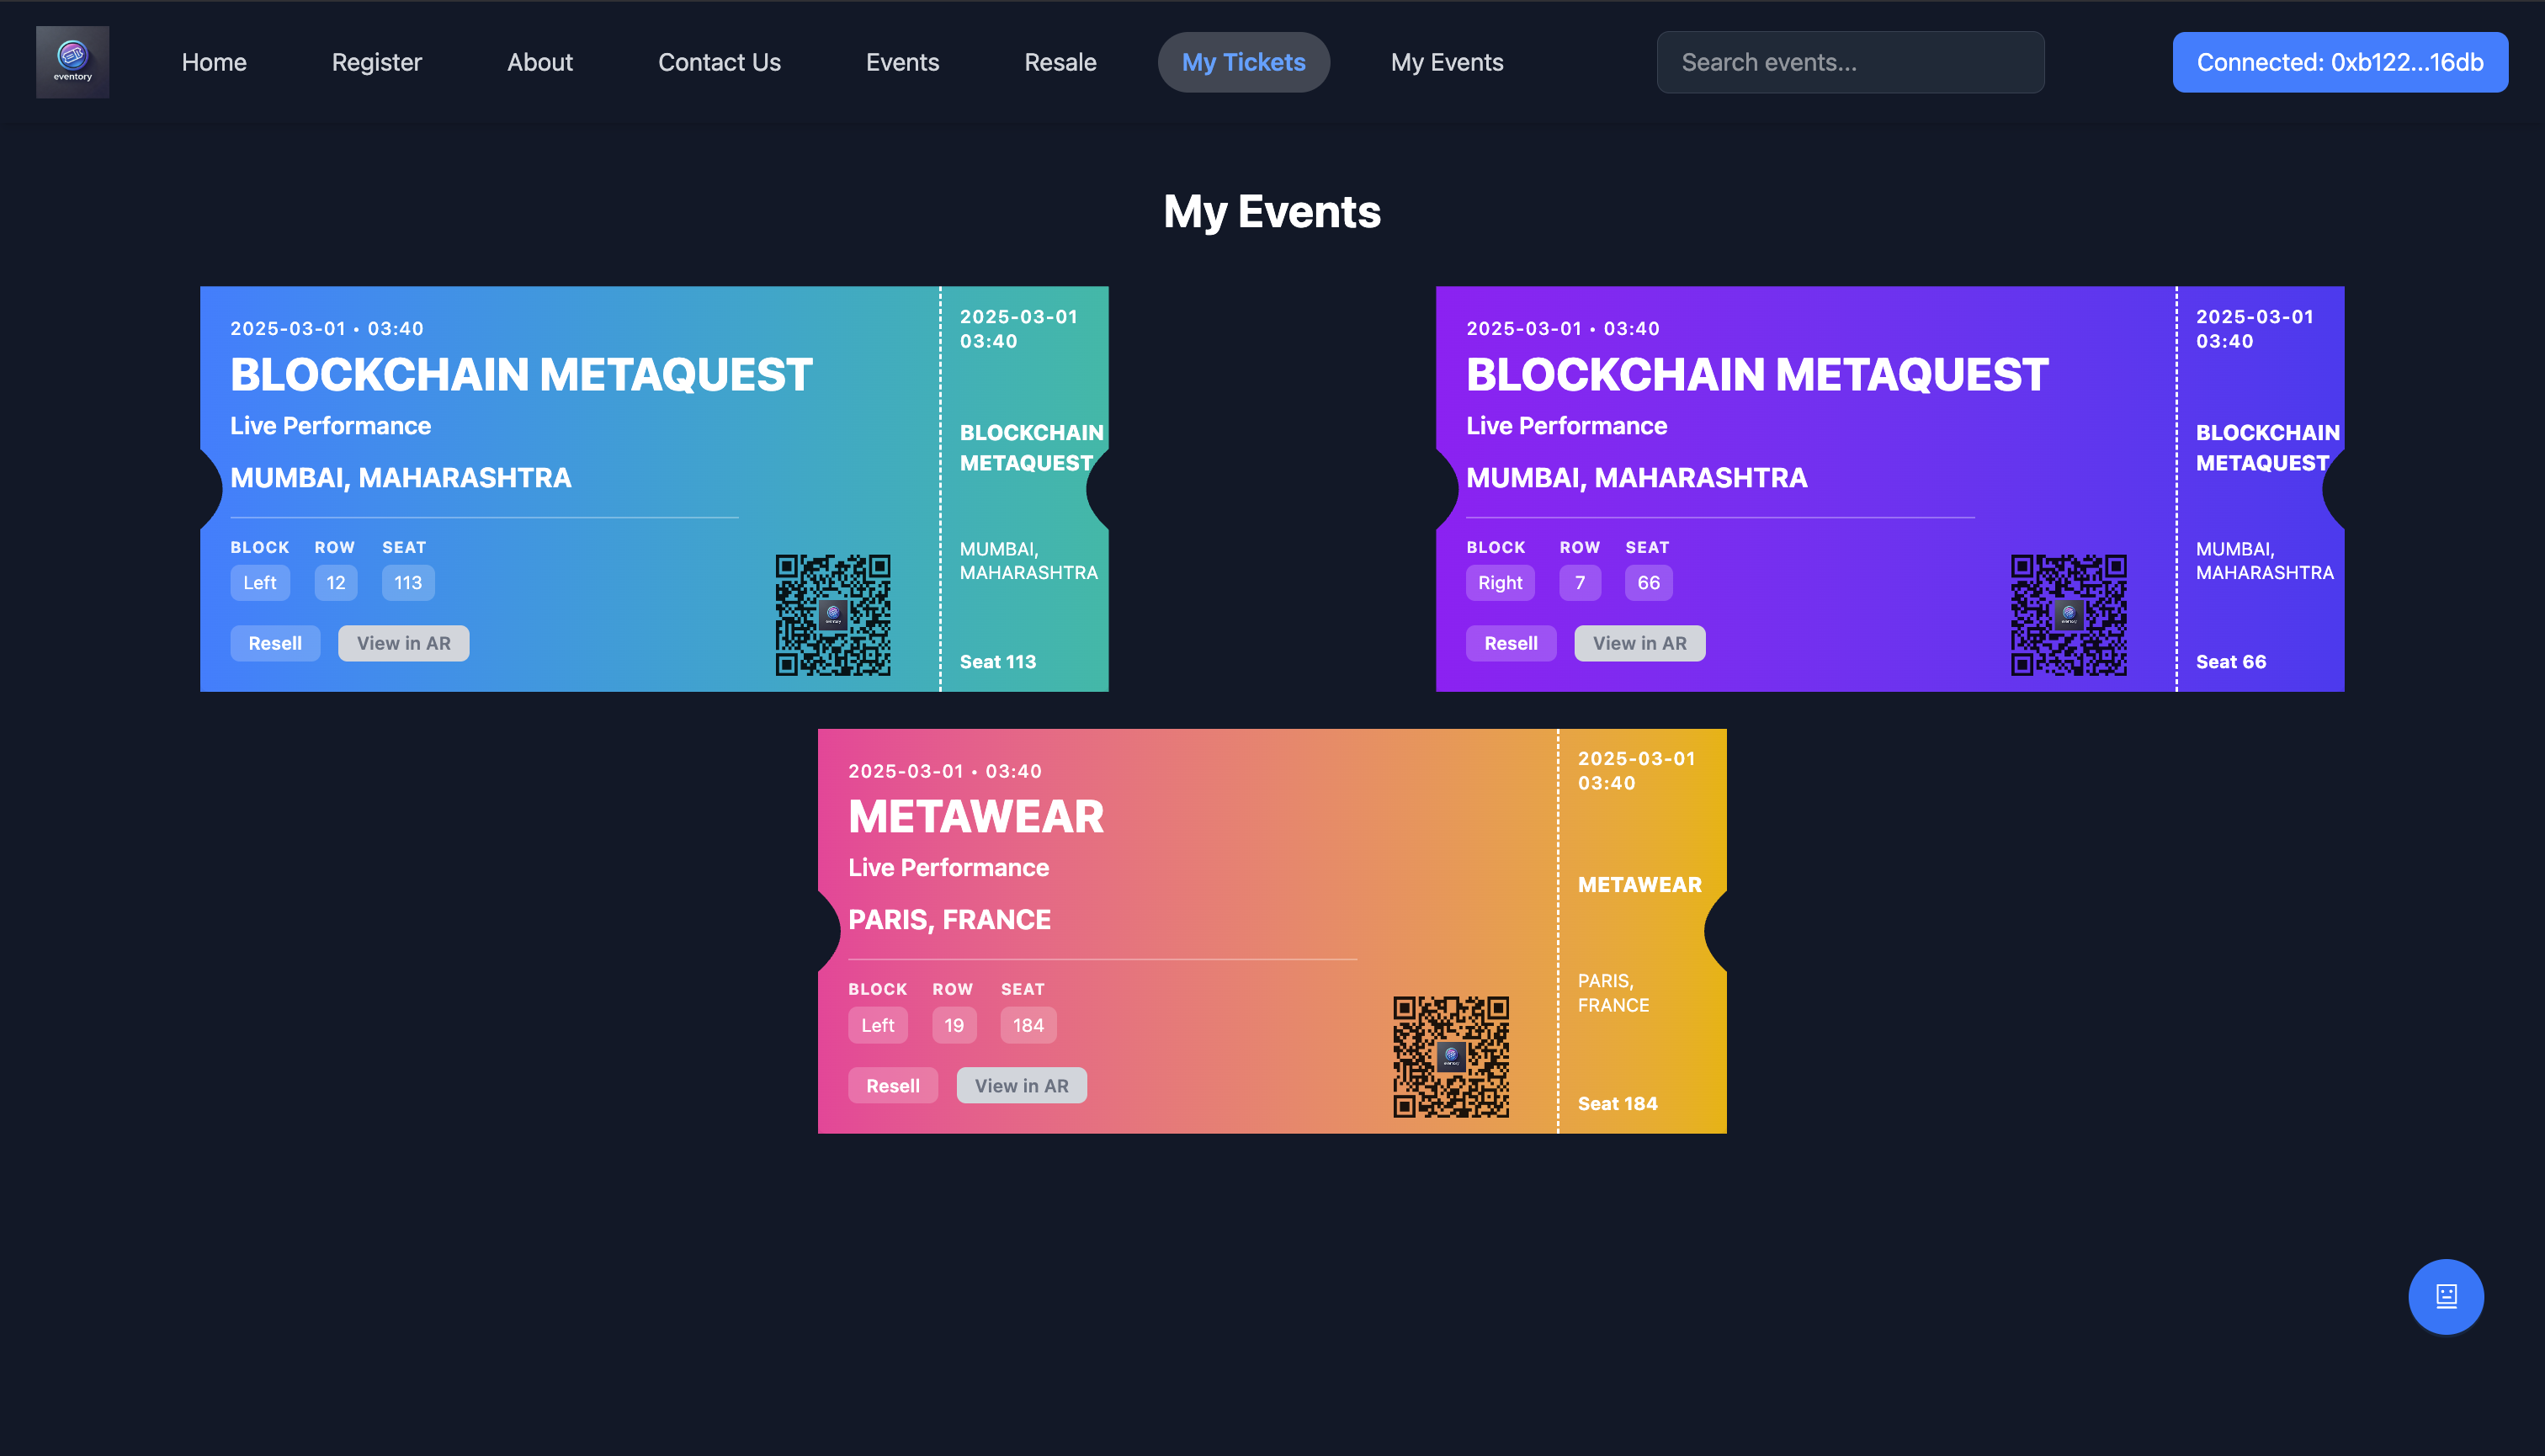 eventory
Home
Register
About
Contact Us
Events
Resale
My Tickets
My Events
Search events...
Connected: 0xb122...16db
My Events
2025-03-01 • 03:40
BLOCKCHAIN METAQUEST
Live Performance
MUMBAI, MAHARASHTRA
BLOCK ROW SEAT
Left 12 113
Resell View in AR
2025-03-01
03:40
BLOCKCHAIN
METAQUEST
MUMBAI,
MAHARASHTRA
Seat 113
2025-03-01 • 03:40
BLOCKCHAIN METAQUEST
Live Performance
MUMBAI, MAHARASHTRA
BLOCK ROW SEAT
Right 7 66
Resell View in AR
2025-03-01
03:40
BLOCKCHAIN
METAQUEST
MUMBAI,
MAHARASHTRA
Seat 66
2025-03-01 • 03:40
METAWEAR
Live Performance
PARIS, FRANCE
BLOCK ROW SEAT
Left 19 184
Resell View in AR
2025-03-01
03:40
METAWEAR
PARIS,
FRANCE
Seat 184